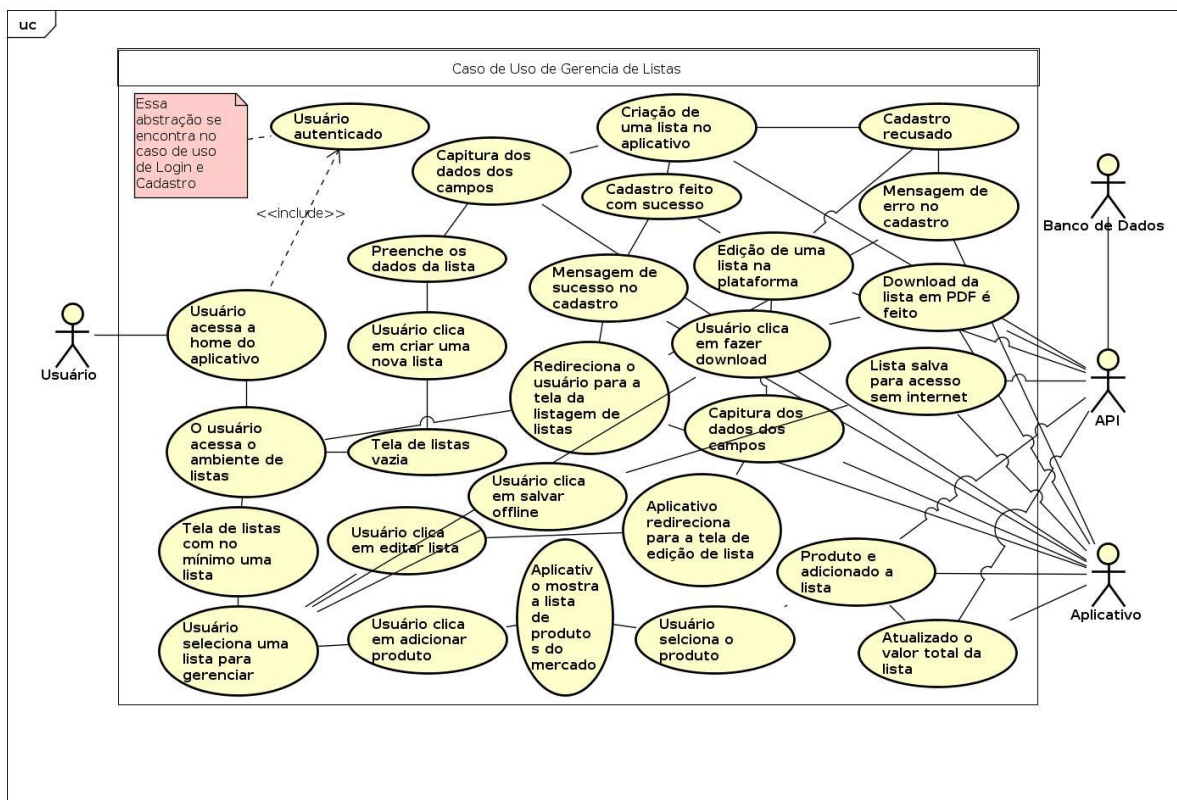 uc
Caso de Uso de Gerencia de Listas
Essa
abstração se
encontra no
caso de uso
de Login e
Cadastro
Usuário
autenticado
<<include>>
Capitura dos
dados dos
campos
Criação de
uma lista no
aplicativo
Cadastro
recusado
Cadastro feito
com sucesso
Mensagem de
erro no
cadastro
Banco de Dados
Preenche os
dados da lista
Mensagem de
sucesso no
cadastro
Edição de uma
lista na
plataforma
Download da
lista em PDF é
feito
Usuário
Usuário
acessa a
home do
aplicativo
Usuário clica
em criar uma
nova lista
Usuário clica
em fazer
download
Redireciona o
usuário para a
tela da
listagem de
listas
Lista salva
para acesso
sem internet
API
O usuário
acessa o
ambiente de
listas
Tela de listas
vazia
Capitura dos
dados dos
campos
Usuário clica
em salvar
offline
Tela de listas
com no
mínimo uma
lista
Usuário clica
em editar lista
Aplicativo
redireciona
para a tela de
edição de lista
Produto e
adicionado a
lista
Aplicativo
Usuário
seleciona uma
lista para
gerenciar
Usuário clica
em adicionar
produto
Aplicativ
o mostra
a lista
de
produto
s do
mercado
Usuário
selciona o
produto
Atualizado o
valor total da
lista